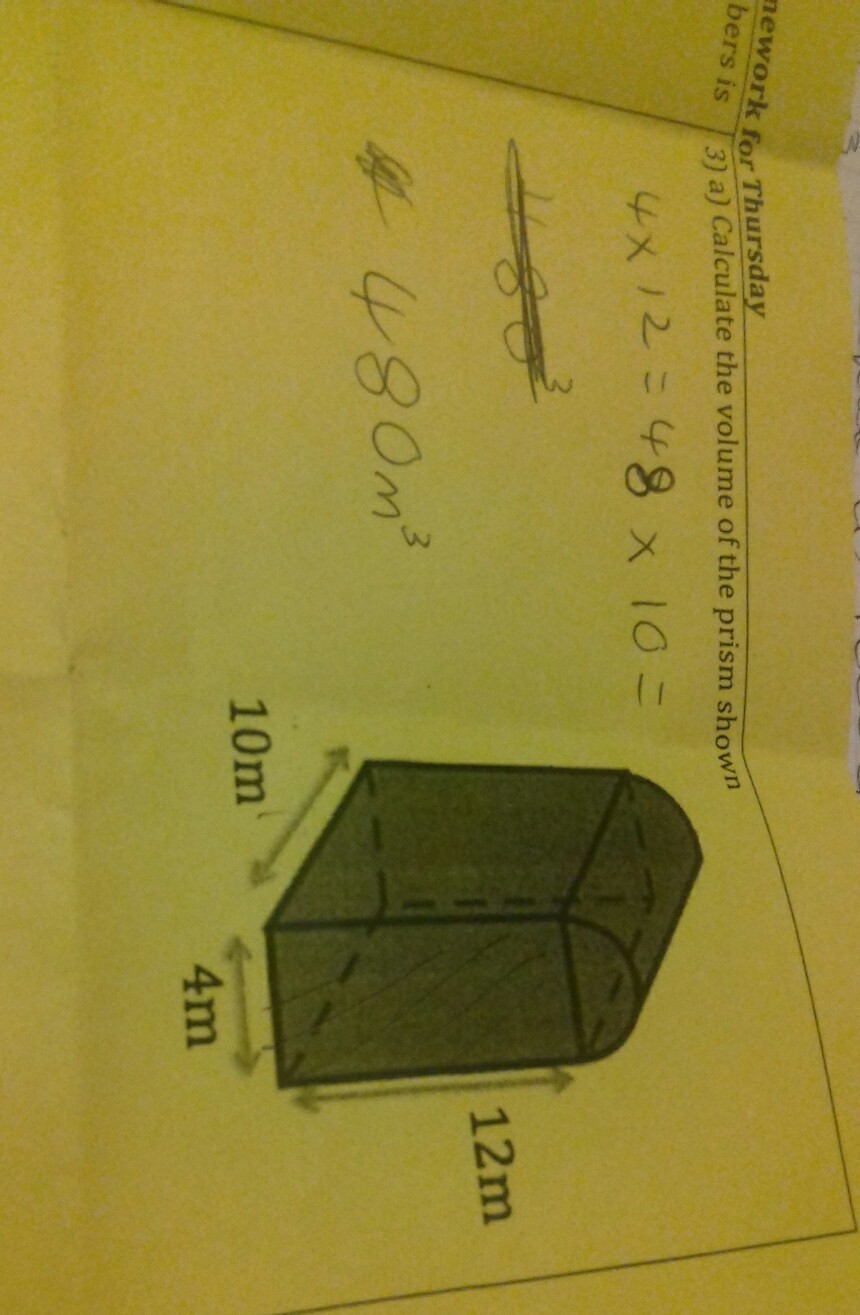 nework for Thursday
bers is
3) a) Calculate the volume of the prism shown
4 x 12 = 48 x 10 =
480m³
12m
10m
4m